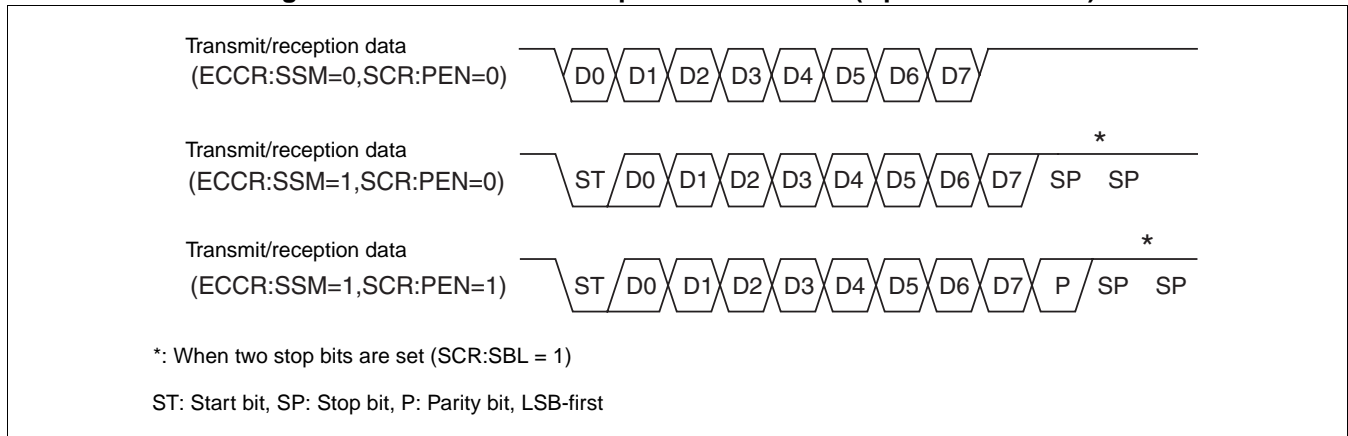 Transmit/reception data
(ECCR:SSM=0,SCR:PEN=0)
D0 D1 D2 D3 D4 D5 D6 D7
Transmit/reception data
*
(ECCR:SSM=1,SCR:PEN=0)
ST D0 D1 D2 D3 D4 D5 D6 D7 SP SP
Transmit/reception data
*
(ECCR:SSM=1,SCR:PEN=1)
ST D0 D1 D2 D3 D4 D5 D6 D7 P SP SP
*: When two stop bits are set (SCR:SBL = 1)
ST: Start bit, SP: Stop bit, P: Parity bit, LSB-first